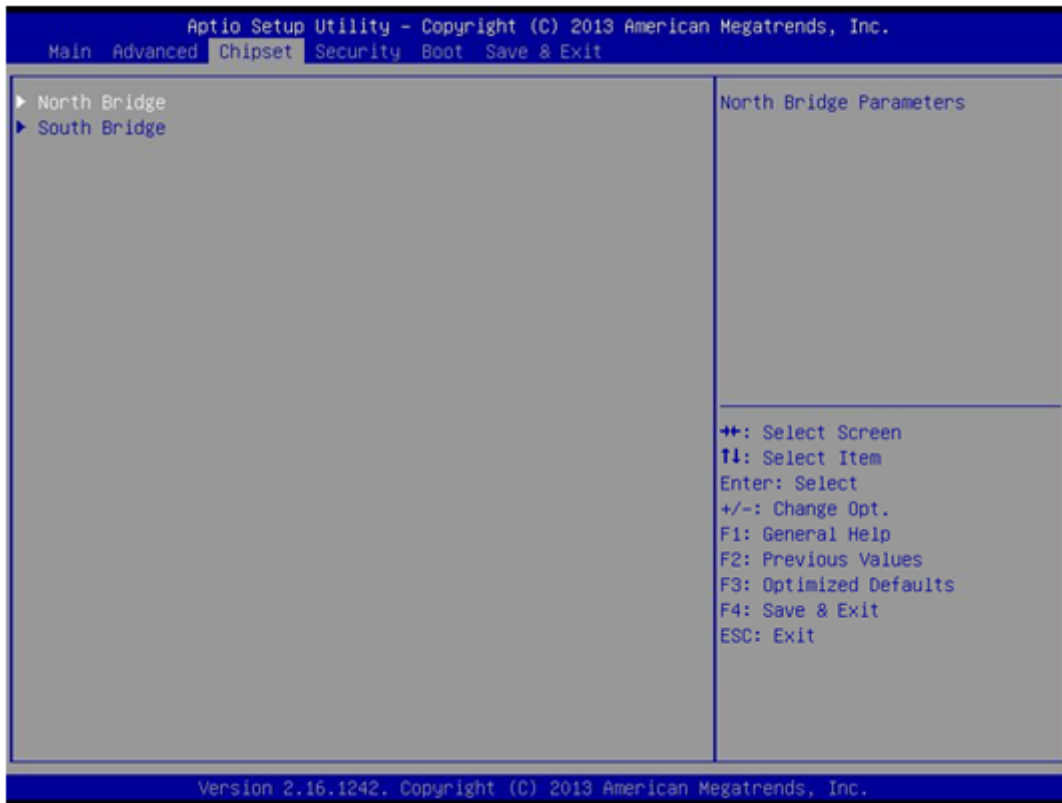 Aptio Setup Utility – Copyright (C) 2013 American Megatrends, Inc.
Main Advanced Chipset Security Boot Save & Exit
▶ North Bridge
▶ South Bridge
North Bridge Parameters
→←: Select Screen
↑↓: Select Item
Enter: Select
+/-: Change Opt.
F1: General Help
F2: Previous Values
F3: Optimized Defaults
F4: Save & Exit
ESC: Exit
Version 2.16.1242. Copyright (C) 2013 American Megatrends, Inc.